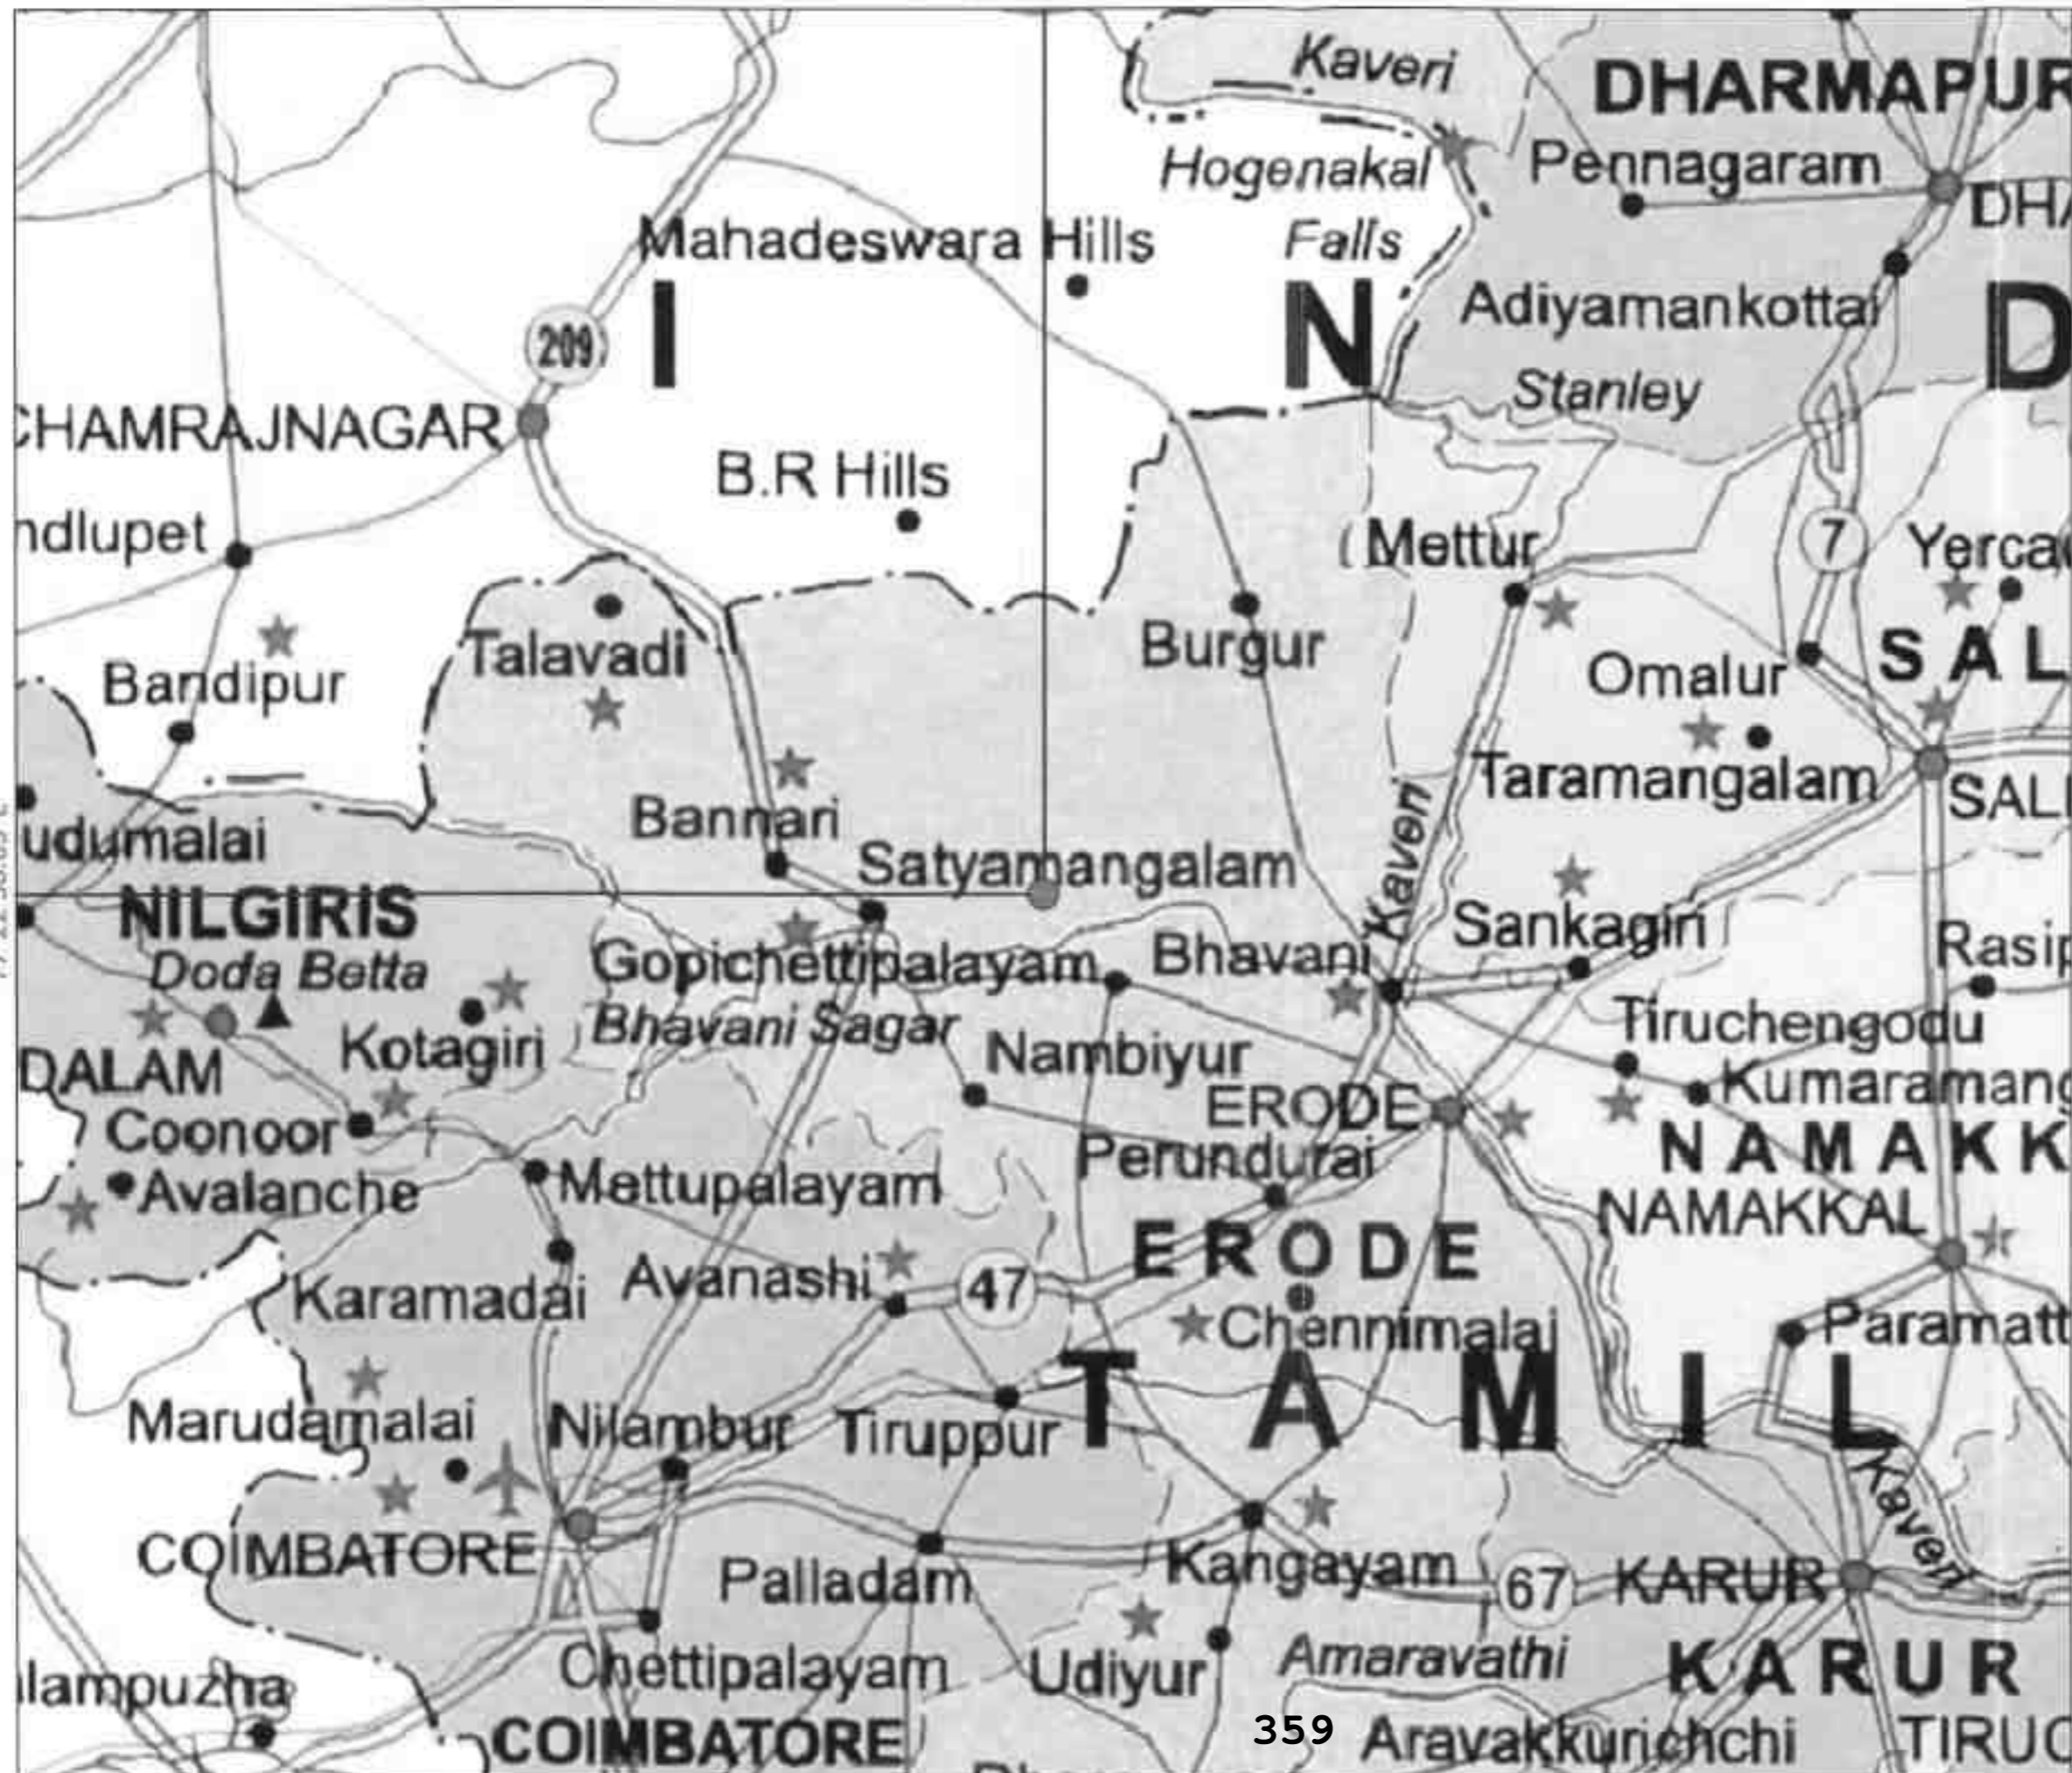 Kaveri
DHARMAPUR
Hogenakal
Falls
Pennagaram
DHA
Mahadeswara Hills
Adiyamankottai
I N D
209
Stanley
CHAMRAJNAGAR
B.R Hills
ndlupet
Mettur
7
Yerca
Talavadi
Burgur
Bandipur
Omalur
SAL
Taramangalam
SAL
Bannari
Kaveri
udumalai
Satyamangalam
NILGIRIS
Sankagiri
Doda Betta
Gopichettipalayam
Bhavani
Rasip
Bhavani Sagar
Kotagiri
Tiruchengodu
DALAM
Nambiyur
Kumaramang
ERODE
Coonoor
Perundurai
NAMAKK
Avalanche
Mettupalayam
NAMAKKAL
ERODE
Karamadai
Avanashi
47
Chennimalai
Paramatt
TAMIL
Marudamalai
Nilambur
Tiruppur
Kaveri
COIMBATORE
Palladam
Kangayam
67
KARUR
Chettipalayam
Udiyur
Amaravathi
KARUR
lampuzha
COIMBATORE
359
Aravakkurichchi
TIRUC